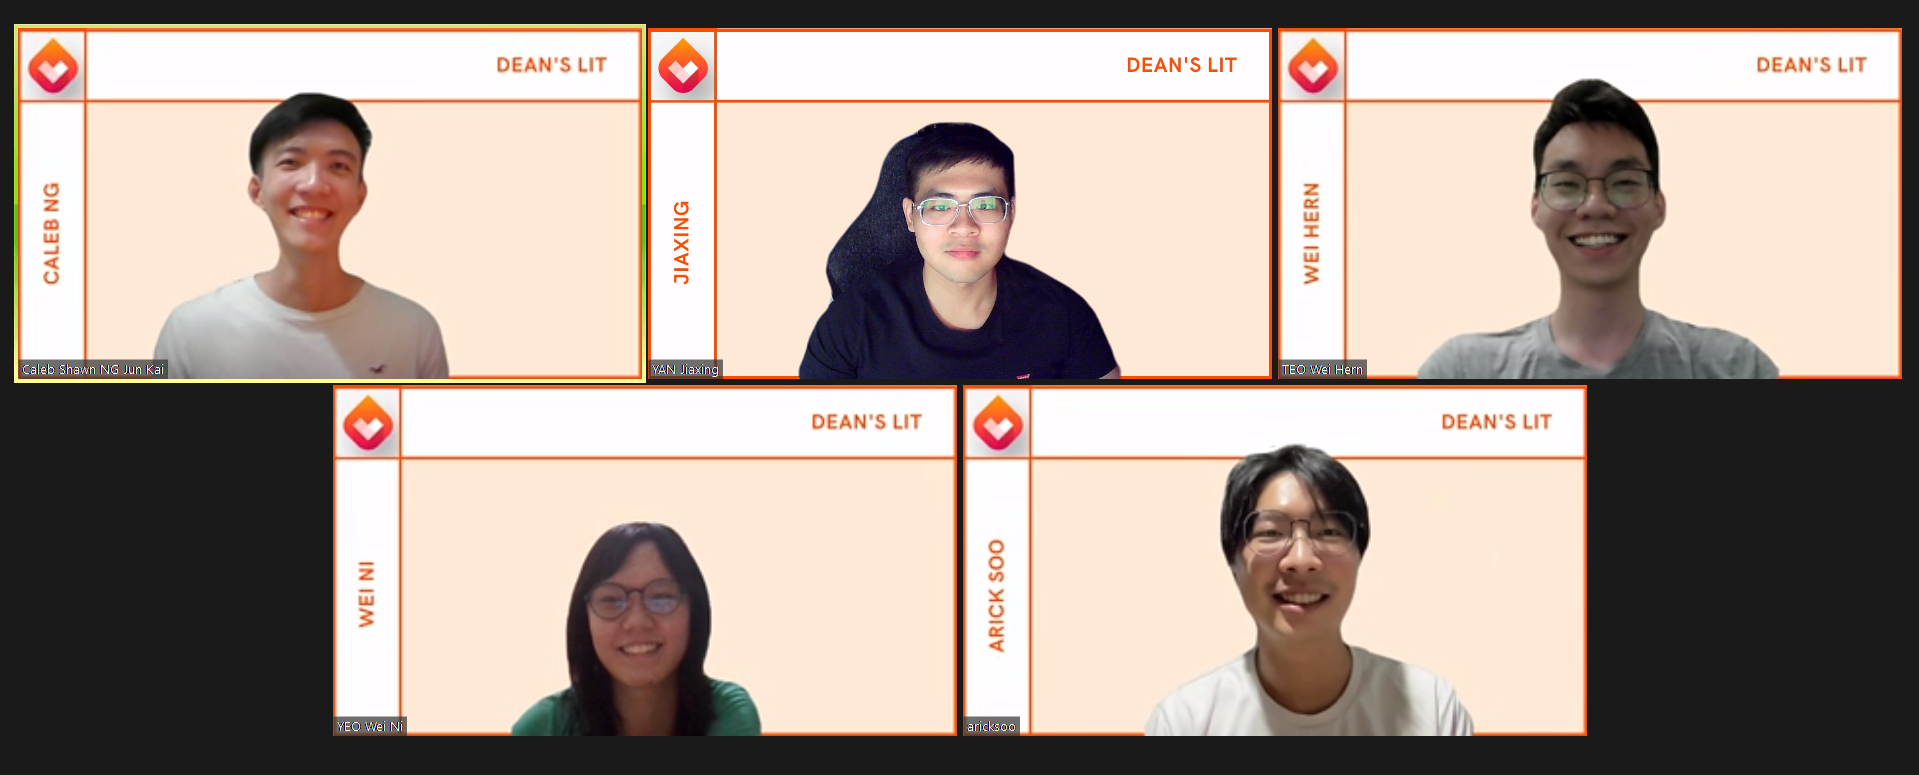 DEAN'S LIT
CALEB NG
Caleb Shawn NG Jun Kai
DEAN'S LIT
JIAXING
YAN Jiaxing
DEAN'S LIT
WEI HERN
TEO Wei Hern
DEAN'S LIT
WEI NI
YEO Wei Ni
DEAN'S LIT
ARICK SOO
aricksoo